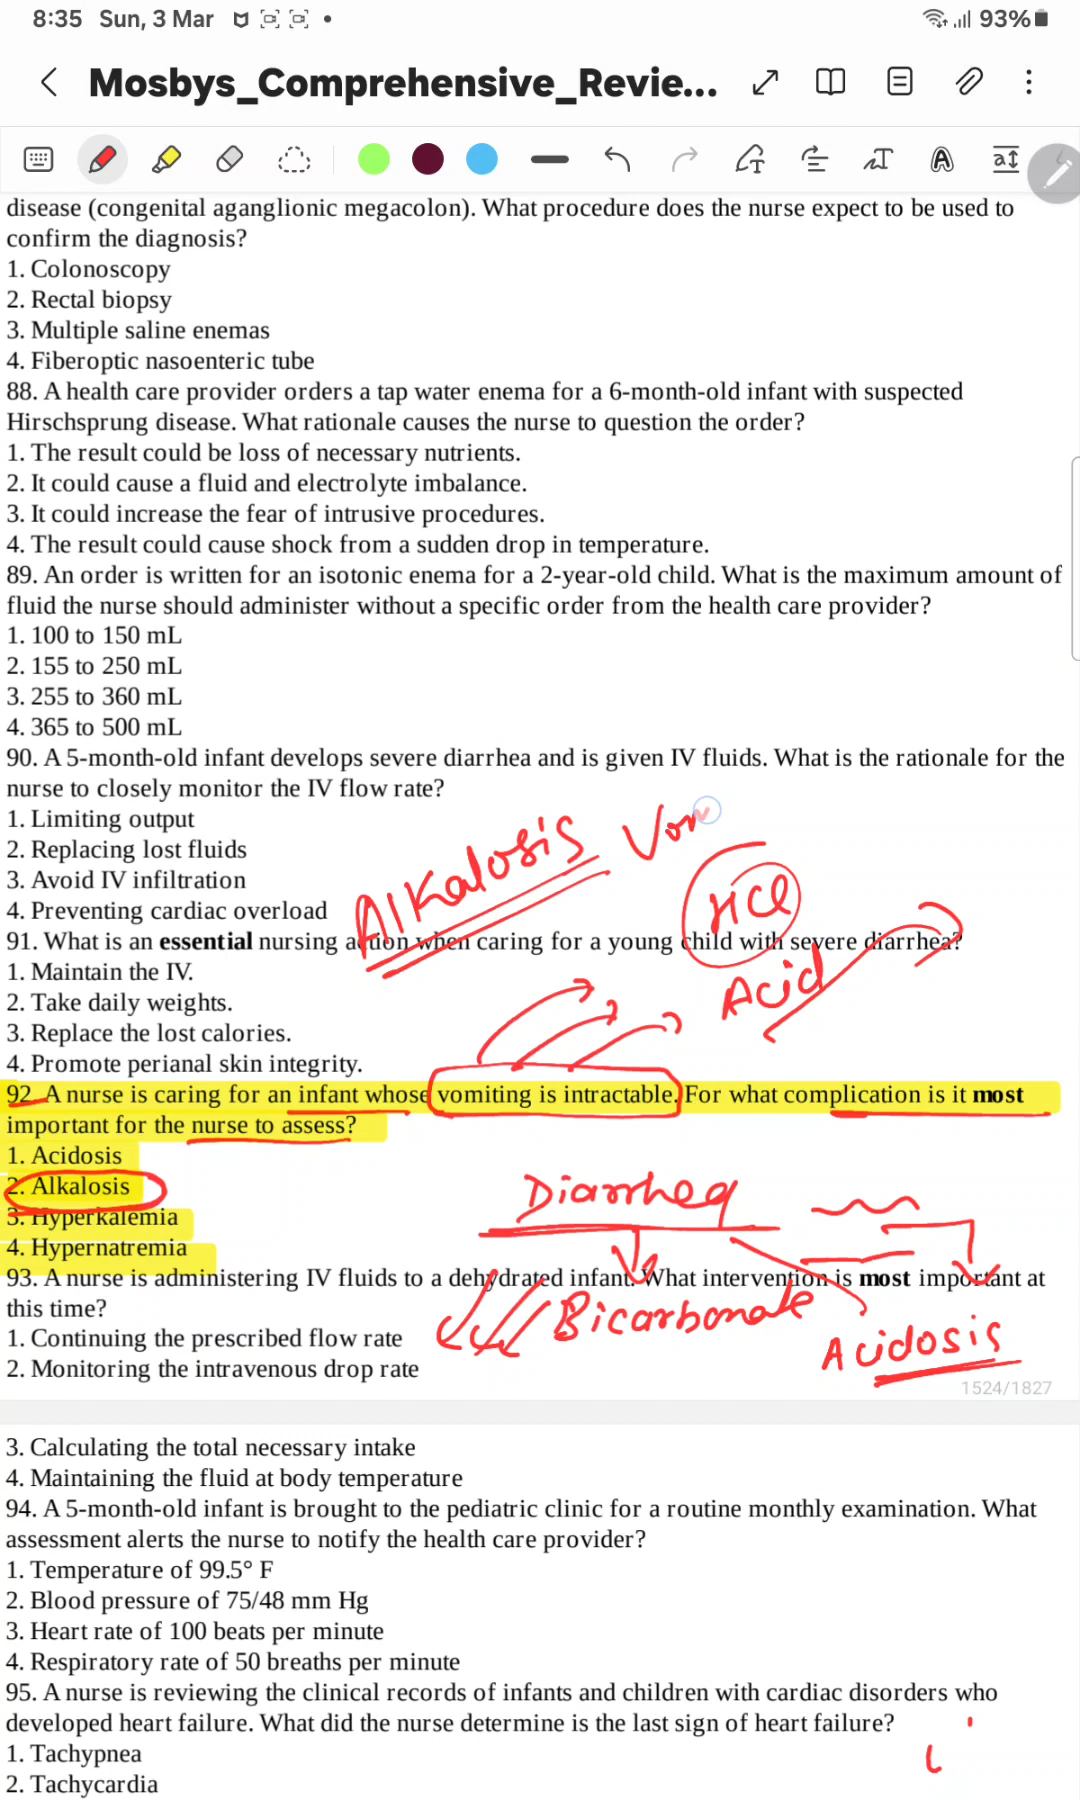 8:35 Sun, 3 Mar 93%
Mosbys_Comprehensive_Revie...
disease (congenital aganglionic megacolon). What procedure does the nurse expect to be used to
confirm the diagnosis?
1. Colonoscopy
2. Rectal biopsy
3. Multiple saline enemas
4. Fiberoptic nasoenteric tube
88. A health care provider orders a tap water enema for a 6-month-old infant with suspected
Hirschsprung disease. What rationale causes the nurse to question the order?
1. The result could be loss of necessary nutrients.
2. It could cause a fluid and electrolyte imbalance.
3. It could increase the fear of intrusive procedures.
4. The result could cause shock from a sudden drop in temperature.
89. An order is written for an isotonic enema for a 2-year-old child. What is the maximum amount of
fluid the nurse should administer without a specific order from the health care provider?
1. 100 to 150 mL
2. 155 to 250 mL
3. 255 to 360 mL
4. 365 to 500 mL
90. A 5-month-old infant develops severe diarrhea and is given IV fluids. What is the rationale for the
nurse to closely monitor the IV flow rate?
1. Limiting output
2. Replacing lost fluids
3. Avoid IV infiltration
4. Preventing cardiac overload
Alkalosis Vom
HCl
91. What is an essential nursing action when caring for a young child with severe diarrhea?
1. Maintain the IV.
2. Take daily weights.
Acid
3. Replace the lost calories.
4. Promote perianal skin integrity.
92. A nurse is caring for an infant whose vomiting is intractable. For what complication is it most
important for the nurse to assess?
1. Acidosis
2. Alkalosis
Diarrhea
3. Hyperkalemia
4. Hypernatremia
93. A nurse is administering IV fluids to a dehydrated infant. What intervention is most important at
this time?
Bicarbonate
1. Continuing the prescribed flow rate
Acidosis
2. Monitoring the intravenous drop rate
1524/1827
3. Calculating the total necessary intake
4. Maintaining the fluid at body temperature
94. A 5-month-old infant is brought to the pediatric clinic for a routine monthly examination. What
assessment alerts the nurse to notify the health care provider?
1. Temperature of 99.5° F
2. Blood pressure of 75/48 mm Hg
3. Heart rate of 100 beats per minute
4. Respiratory rate of 50 breaths per minute
95. A nurse is reviewing the clinical records of infants and children with cardiac disorders who
developed heart failure. What did the nurse determine is the last sign of heart failure?
1. Tachypnea
2. Tachycardia